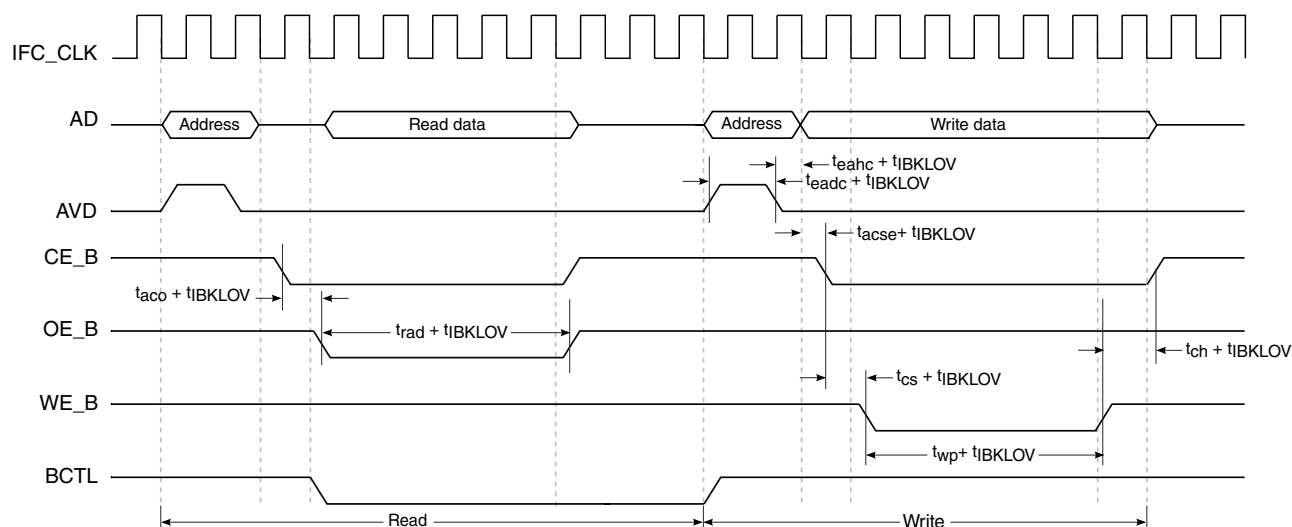 IFC_CLK
AD
Address
Read data
Address
Write data
teahc + tIBKLOV
teadc + tIBKLOV
AVD
tacse+ tIBKLOV
CE_B
taco + tIBKLOV
OE_B
trad + tIBKLOV
tch + tIBKLOV
tcs + tIBKLOV
WE_B
twp+ tIBKLOV
BCTL
Read
Write